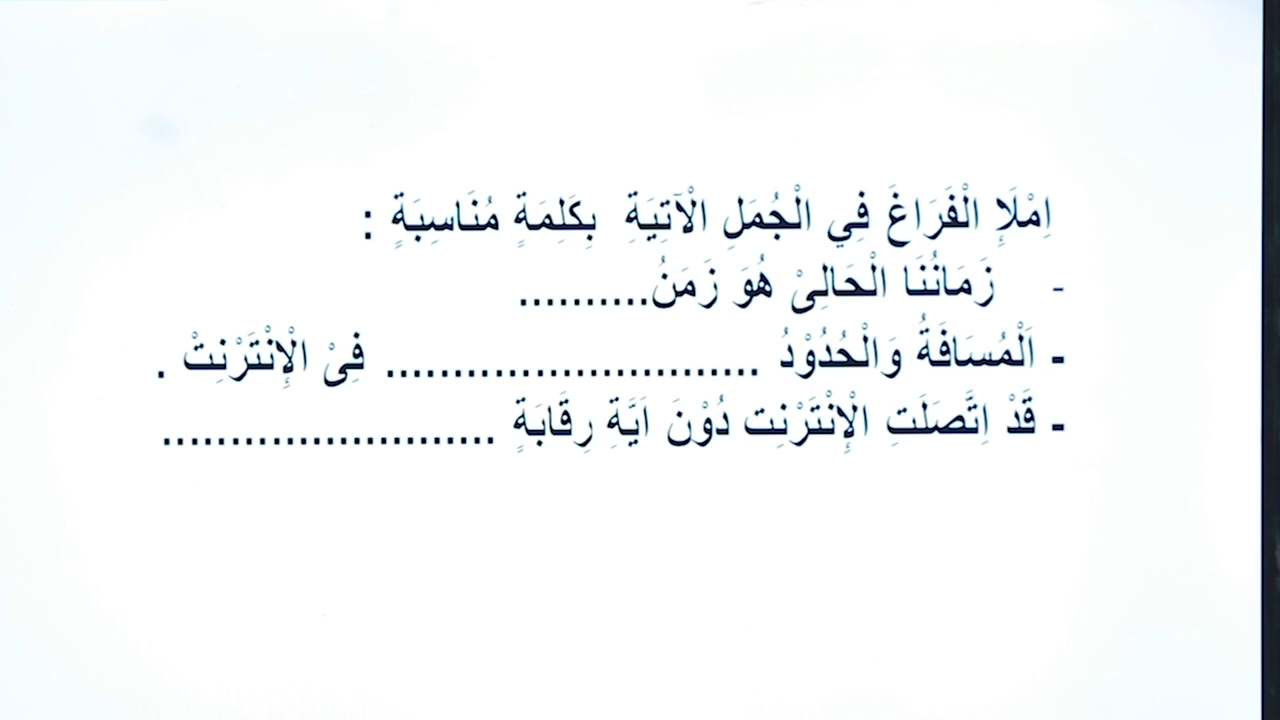 اِمْلَإِ الْفَرَاغَ فِي الْجُمَلِ الْآتِيَةِ بِكَلِمَةٍ مُنَاسِبَةٍ :
- زَمَانُنَا الْحَالِىْ هُوَ زَمَنُ..........
- اَلْمُسَافَةُ وَالْحُدُوْدُ ............................ فِىْ الْإِنْتَرْنِتْ .
- قَدْ اِتَّصَلَتِ الْإِنْتَرْنِت دُوْنَ اَيَّةِ رِقَابَةٍ .........................